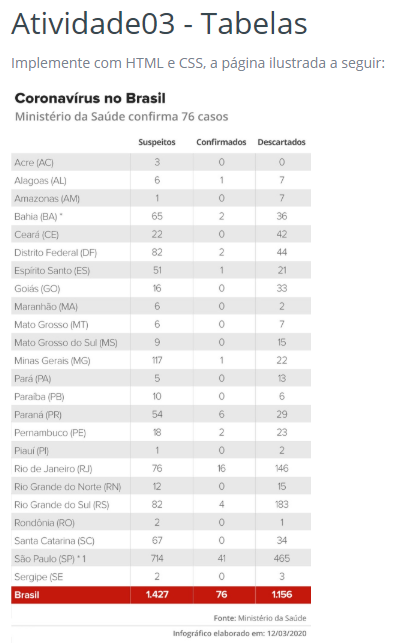 Atividade03 - Tabelas
Implemente com HTML e CSS, a página ilustrada a seguir:
Coronavírus no Brasil
Ministério da Saúde confirma 76 casos
Suspeitos Confirmados Descartados
Acre (AC) 3 0 0
Alagoas (AL) 6 1 7
Amazonas (AM) 1 0 7
Bahia (BA) * 65 2 36
Ceará (CE) 22 0 42
Distrito Federal (DF) 82 2 44
Espírito Santo (ES) 51 1 21
Goiás (GO) 16 0 33
Maranhão (MA) 6 0 2
Mato Grosso (MT) 6 0 7
Mato Grosso do Sul (MS) 9 0 15
Minas Gerais (MG) 117 1 22
Pará (PA) 5 0 13
Paraíba (PB) 10 0 6
Paraná (PR) 54 6 29
Pernambuco (PE) 18 2 23
Piauí (PI) 1 0 2
Rio de Janeiro (RJ) 76 16 146
Rio Grande do Norte (RN) 12 0 15
Rio Grande do Sul (RS) 82 4 183
Rondônia (RO) 2 0 1
Santa Catarina (SC) 67 0 34
São Paulo (SP) * 1 714 41 465
Sergipe (SE 2 0 3
Brasil 1.427 76 1.156
Fonte: Ministério da Saúde
Infográfico elaborado em: 12/03/2020